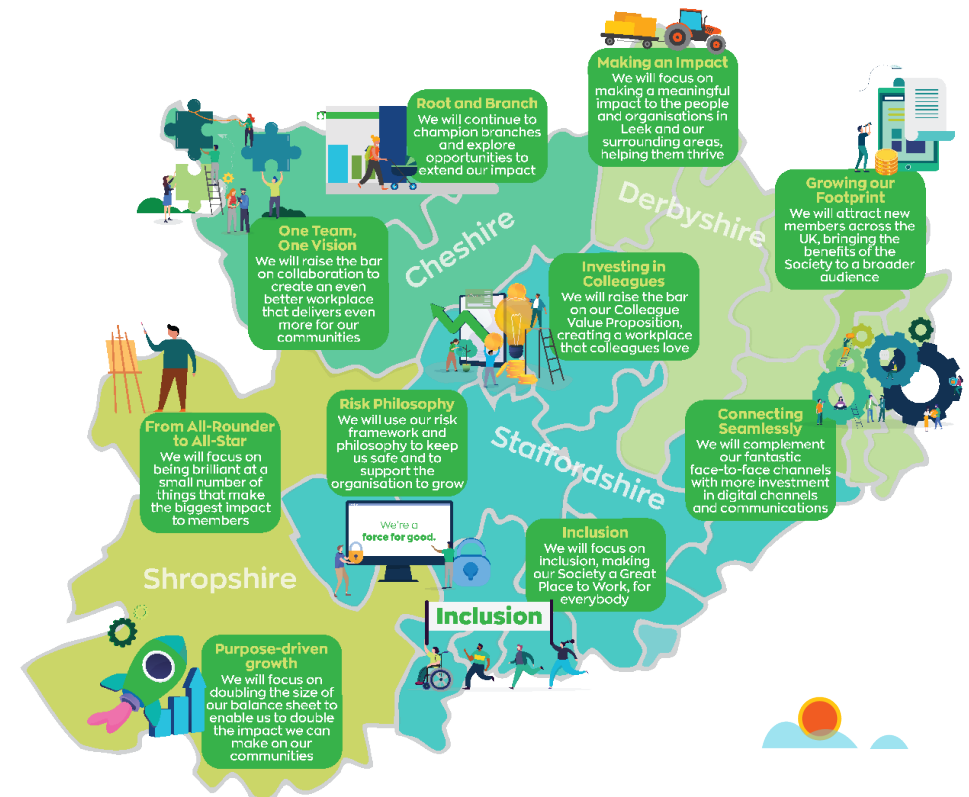 Making an Impact
We will focus on
making a meaningful
impact to the people
and organisations in
Leek and our
surrounding areas,
helping them thrive
Root and Branch
We will continue to
champion branches
and explore
opportunities to
extend our impact
Growing our
Footprint
We will attract new
members across the
UK, bringing the
benefits of the
Society to a broader
audience
Derbyshire
Cheshire
One Team,
One Vision
We will raise the bar
on collaboration to
create an even
better workplace
that delivers even
more for our
communities
Investing in
Colleagues
We will raise the bar
on our Colleague
Value Proposition,
creating a workplace
that colleagues love
Risk Philosophy
We will use our risk
framework and
philosophy to keep
us safe and to
support the
organisation to grow
From All-Rounder
to All-Star
We will focus on
being brilliant at a
small number of
things that make
the biggest impact
to members
Staffordshire
Connecting
Seamlessly
We will complement
our fantastic
face-to-face channels
with more investment
in digital channels
and communications
We're a
force for good.
Inclusion
We will focus on
inclusion, making
our Society a Great
Place to Work, for
everybody
Shropshire
Inclusion
Purpose-driven
growth
We will focus on
doubling the size of
our balance sheet to
enable us to double
the impact we can
make on our
communities